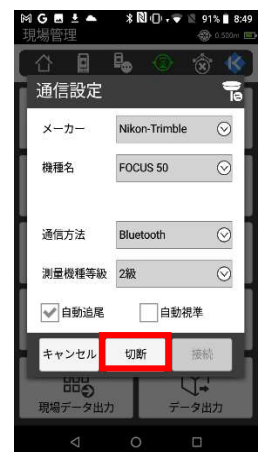 91% 8:49
現場管理
0.500m
通信設定
Te
メーカー Nikon-Trimble
機種名 FOCUS 50
通信方法 Bluetooth
測量機種等級 2級
自動追尾 自動視準
キャンセル 切断 接続
現場データ出力 データ出力